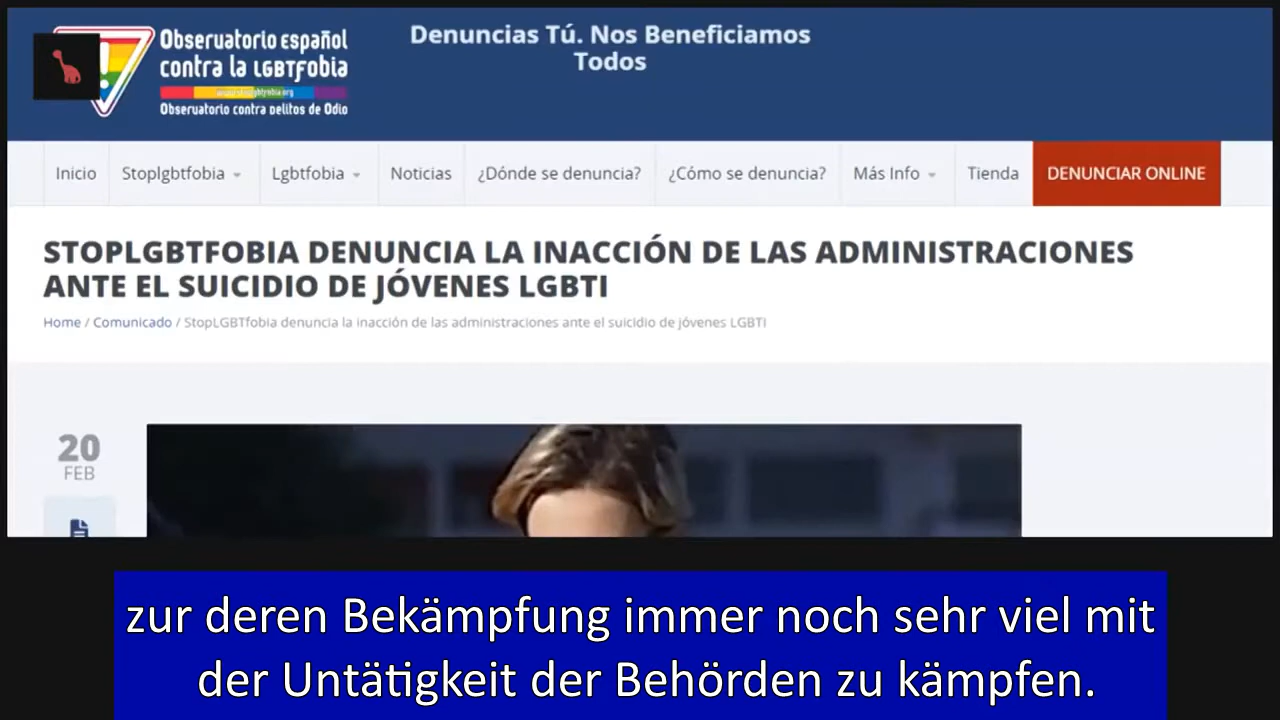 Observatorio español
contra la LGBTfobia
www.stoplgbtfobia.org
Observatorio contra Delitos de Odio
Denuncias Tú. Nos Beneficiamos
Todos
Inicio
Stoplgbtfobia
Lgbtfobia
Noticias
¿Dónde se denuncia?
¿Cómo se denuncia?
Más Info
Tienda
DENUNCIAR ONLINE
STOPLGBTFOBIA DENUNCIA LA INACCIÓN DE LAS ADMINISTRACIONES
ANTE EL SUICIDIO DE JÓVENES LGBTI
Home / Comunicado / StopLGBTfobia denuncia la inacción de las administraciones ante el suicidio de jóvenes LGBTI
20
FEB
zur deren Bekämpfung immer noch sehr viel mit
der Untätigkeit der Behörden zu kämpfen.